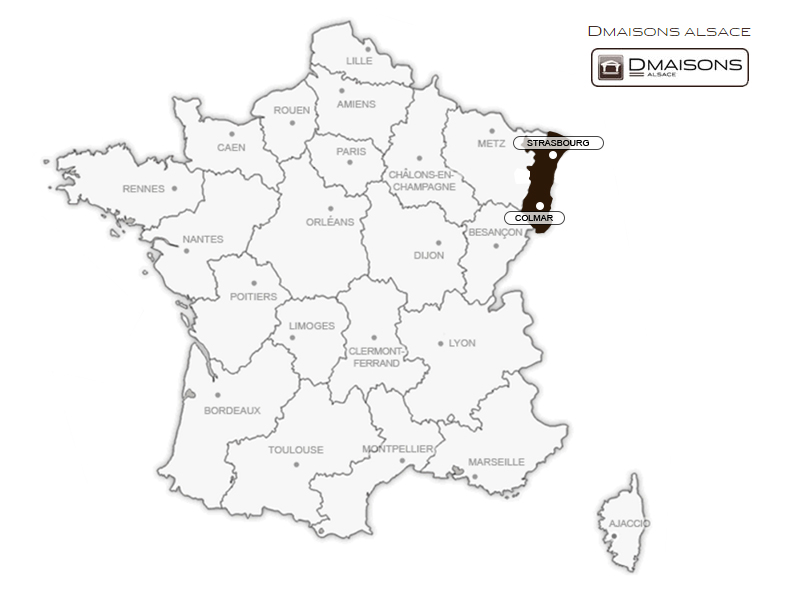 DMAISONS ALSACE
DMAISONS
ALSACE
LILLE
AMIENS
ROUEN
CAEN
PARIS
METZ
STRASBOURG
CHÂLONS-EN-
CHAMPAGNE
RENNES
ORLÉANS
COLMAR
NANTES
BESANÇON
DIJON
POITIERS
LIMOGES
LYON
CLERMONT-
FERRAND
BORDEAUX
TOULOUSE
MONTPELLIER
MARSEILLE
AJACCIO